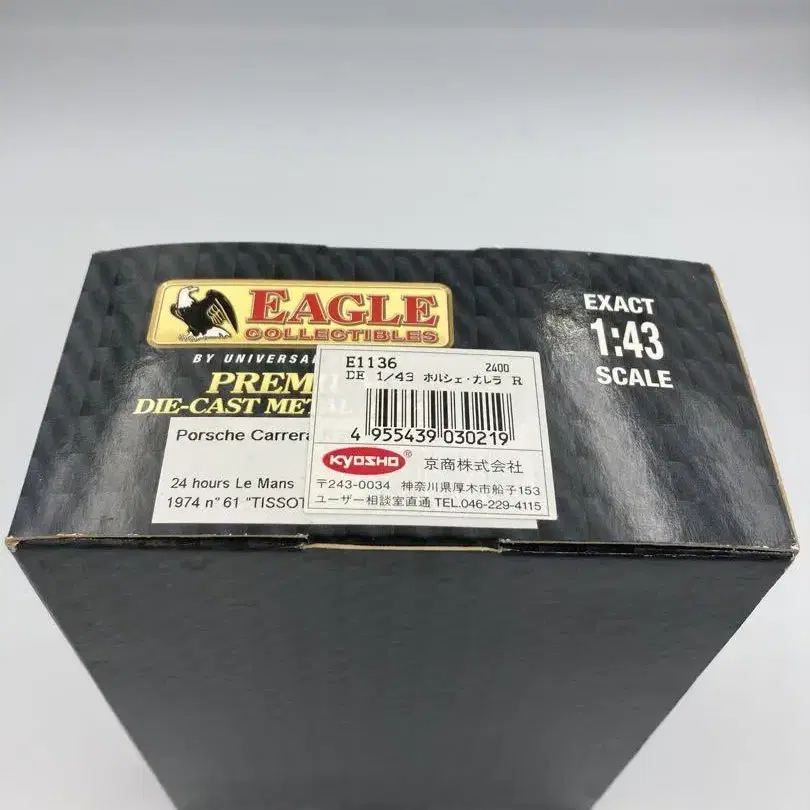 EAGLE
COLLECTIBLES
BY UNIVERSA
PREMI
DIE-CAST METAL
EXACT
1:43
SCALE
E1136 2400
DE 1/43 ポルシェ・カレラ R
4 955439 030219
KYOSHO® 京商株式会社
〒243-0034 神奈川県厚木市船子153
ユーザー相談室直通 TEL.046-229-4115
Porsche Carrera
24 hours Le Mans
1974 n°61 "TISSOT